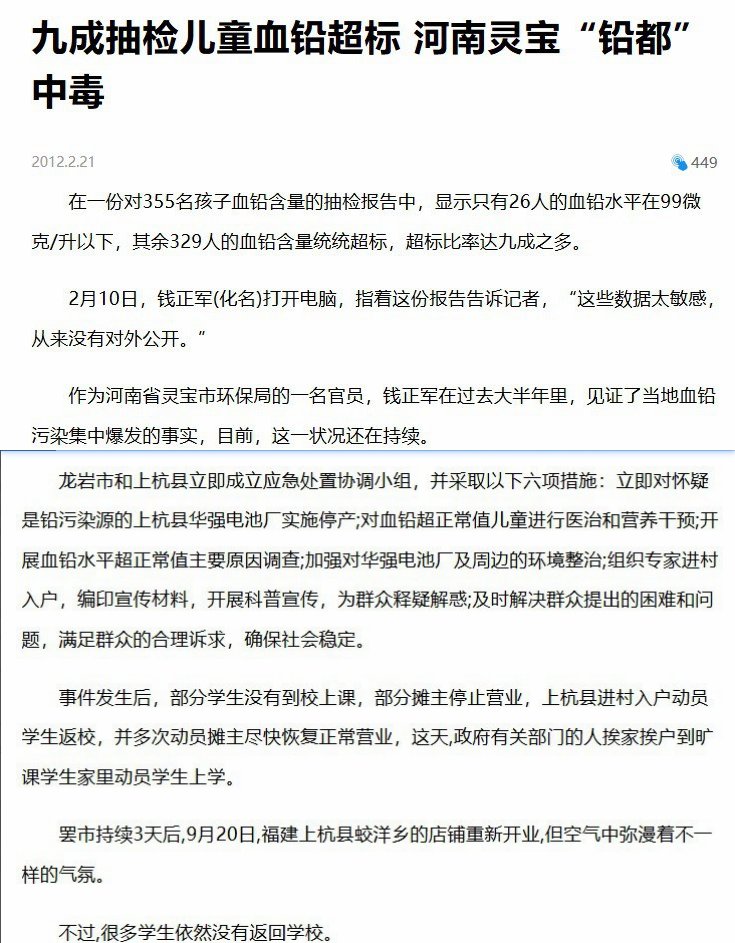 九成抽检儿童血铅超标 河南灵宝“铅都”
中毒
2012.2.21
449
在一份对355名孩子血铅含量的抽检报告中，显示只有26人的血铅水平在99微
克/升以下，其余329人的血铅含量统统超标，超标比率达九成之多。
2月10日，钱正军(化名)打开电脑，指着这份报告告诉记者，“这些数据太敏感，
从来没有对外公开。”
作为河南省灵宝市环保局的一名官员，钱正军在过去大半年里，见证了当地血铅
污染集中爆发的事实，目前，这一状况还在持续。
龙岩市和上杭县立即成立应急处置协调小组，并采取以下六项措施：立即对怀疑
是铅污染源的上杭县华强电池厂实施停产;对血铅超正常值儿童进行医治和营养干预;开
展血铅水平超正常值主要原因调查;加强对华强电池厂及周边的环境整治;组织专家进村
入户，编印宣传材料，开展科普宣传，为群众释疑解惑;及时解决群众提出的困难和问
题，满足群众的合理诉求，确保社会稳定。
事件发生后，部分学生没有到校上课，部分摊主停止营业，上杭县进村入户动员
学生返校，并多次动员摊主尽快恢复正常营业，这天,政府有关部门的人挨家挨户到旷
课学生家里动员学生上学。
罢市持续3天后,9月20日,福建上杭县蛟洋乡的店铺重新开业,但空气中弥漫着不一
样的气氛。
不过,很多学生依然没有返回学校。